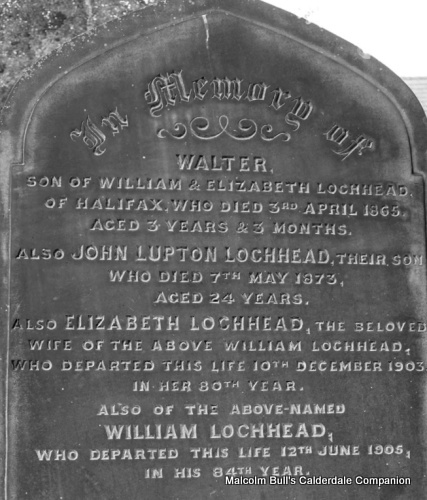 In Memory of
WALTER,
SON OF WILLIAM & ELIZABETH LOCHHEAD,
OF HALIFAX, WHO DIED 3RD APRIL 1865.
AGED 3 YEARS & 3 MONTHS.
ALSO JOHN LUPTON LOCHHEAD, THEIR SON
WHO DIED 7TH MAY 1873,
AGED 24 YEARS.
ALSO ELIZABETH LOCHHEAD, THE BELOVED
WIFE OF THE ABOVE WILLIAM LOCHHEAD,
WHO DEPARTED THIS LIFE 10TH DECEMBER 1903
IN HER 80TH YEAR.
ALSO OF THE ABOVE-NAMED
WILLIAM LOCHHEAD,
WHO DEPARTED THIS LIFE 12TH JUNE 1905,
IN HIS 84TH YEAR.
Malcolm Bull's Calderdale Companion